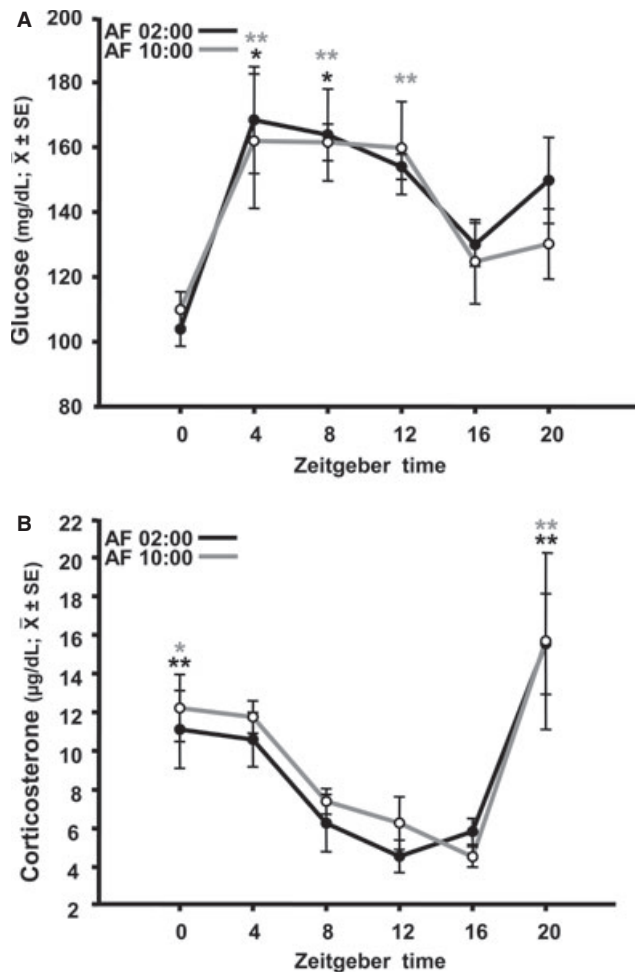 A
200
AF 02:00
AF 10:00
**
*
**
*
**
180
160
140
120
100
80
Glucose (mg/dL; X̄ ± SE)
0 4 8 12 16 20
Zeitgeber time
B
22
AF 02:00
AF 10:00
**
**
20
18
16
*
**
14
12
10
8
6
4
2
Corticosterone (µg/dL; X̄ ± SE)
0 4 8 12 16 20
Zeitgeber time